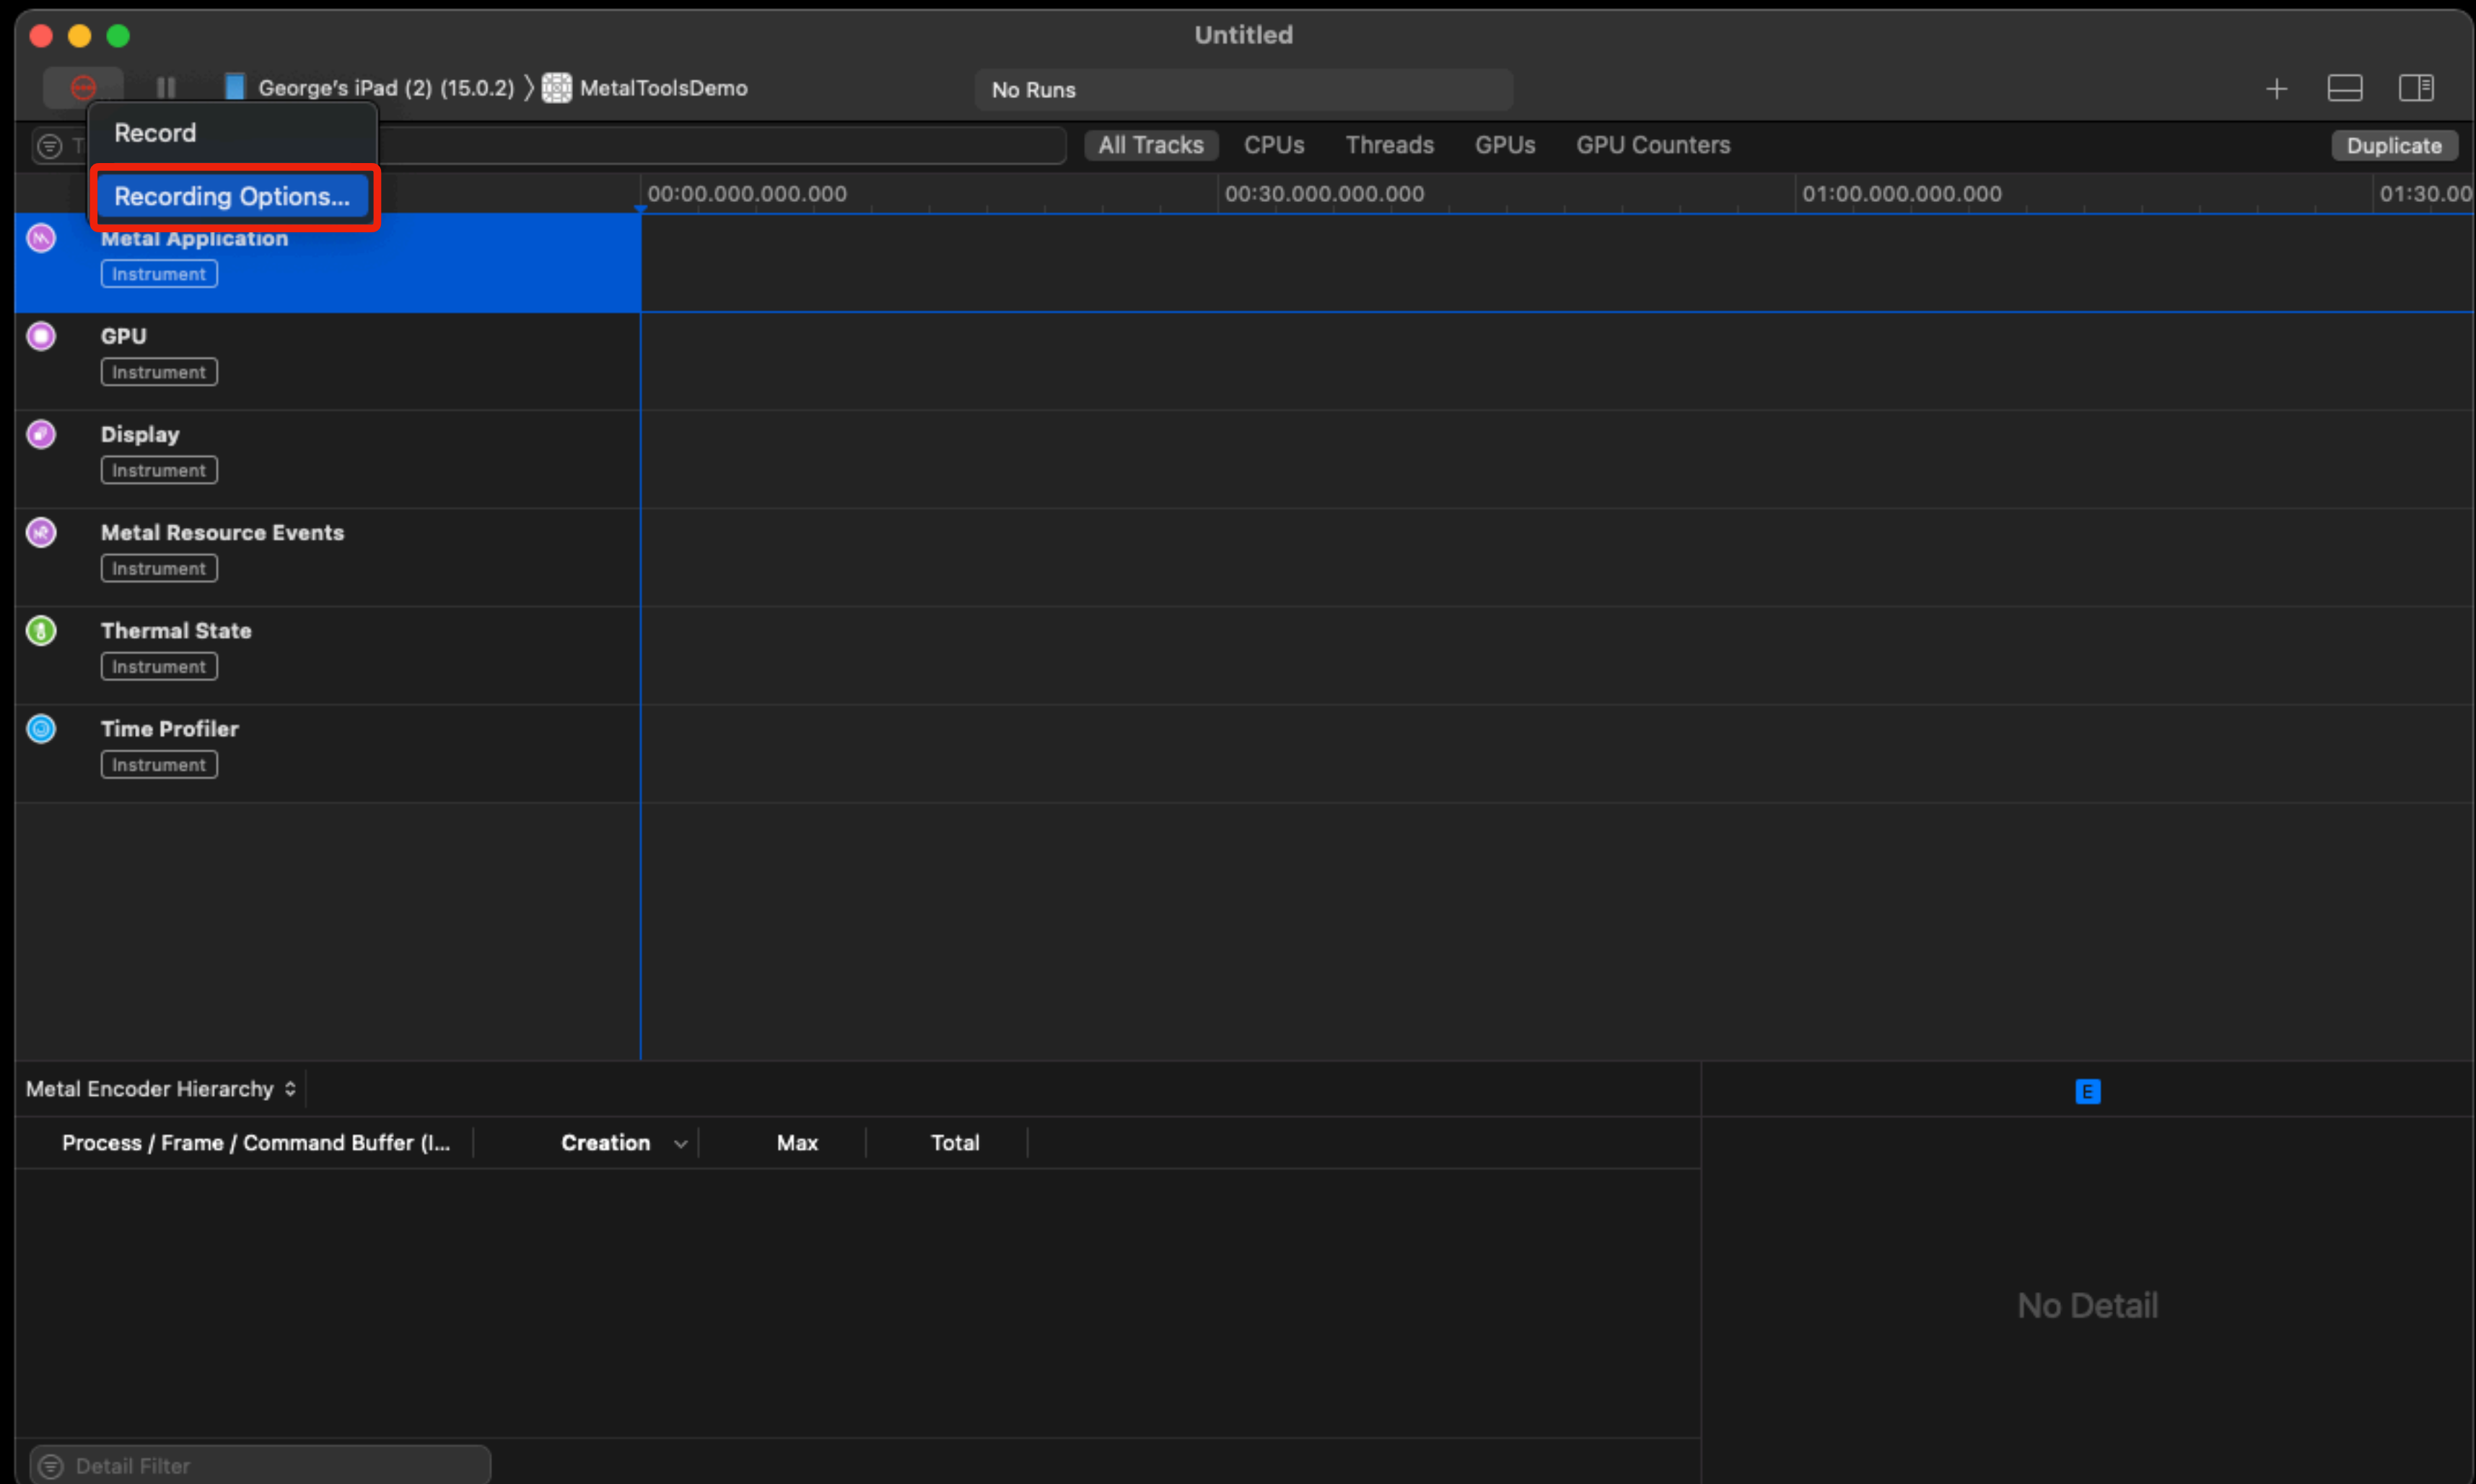 Untitled
George's iPad (2) (15.0.2) 〉 MetalToolsDemo
No Runs
Record
Recording Options...
All Tracks CPUs Threads GPUs GPU Counters Duplicate
00:00.000.000.000 00:30.000.000.000 01:00.000.000.000 01:30.00
Metal Application
Instrument
GPU
Instrument
Display
Instrument
Metal Resource Events
Instrument
Thermal State
Instrument
Time Profiler
Instrument
Metal Encoder Hierarchy
E
Process / Frame / Command Buffer (I... Creation Max Total
No Detail
Detail Filter